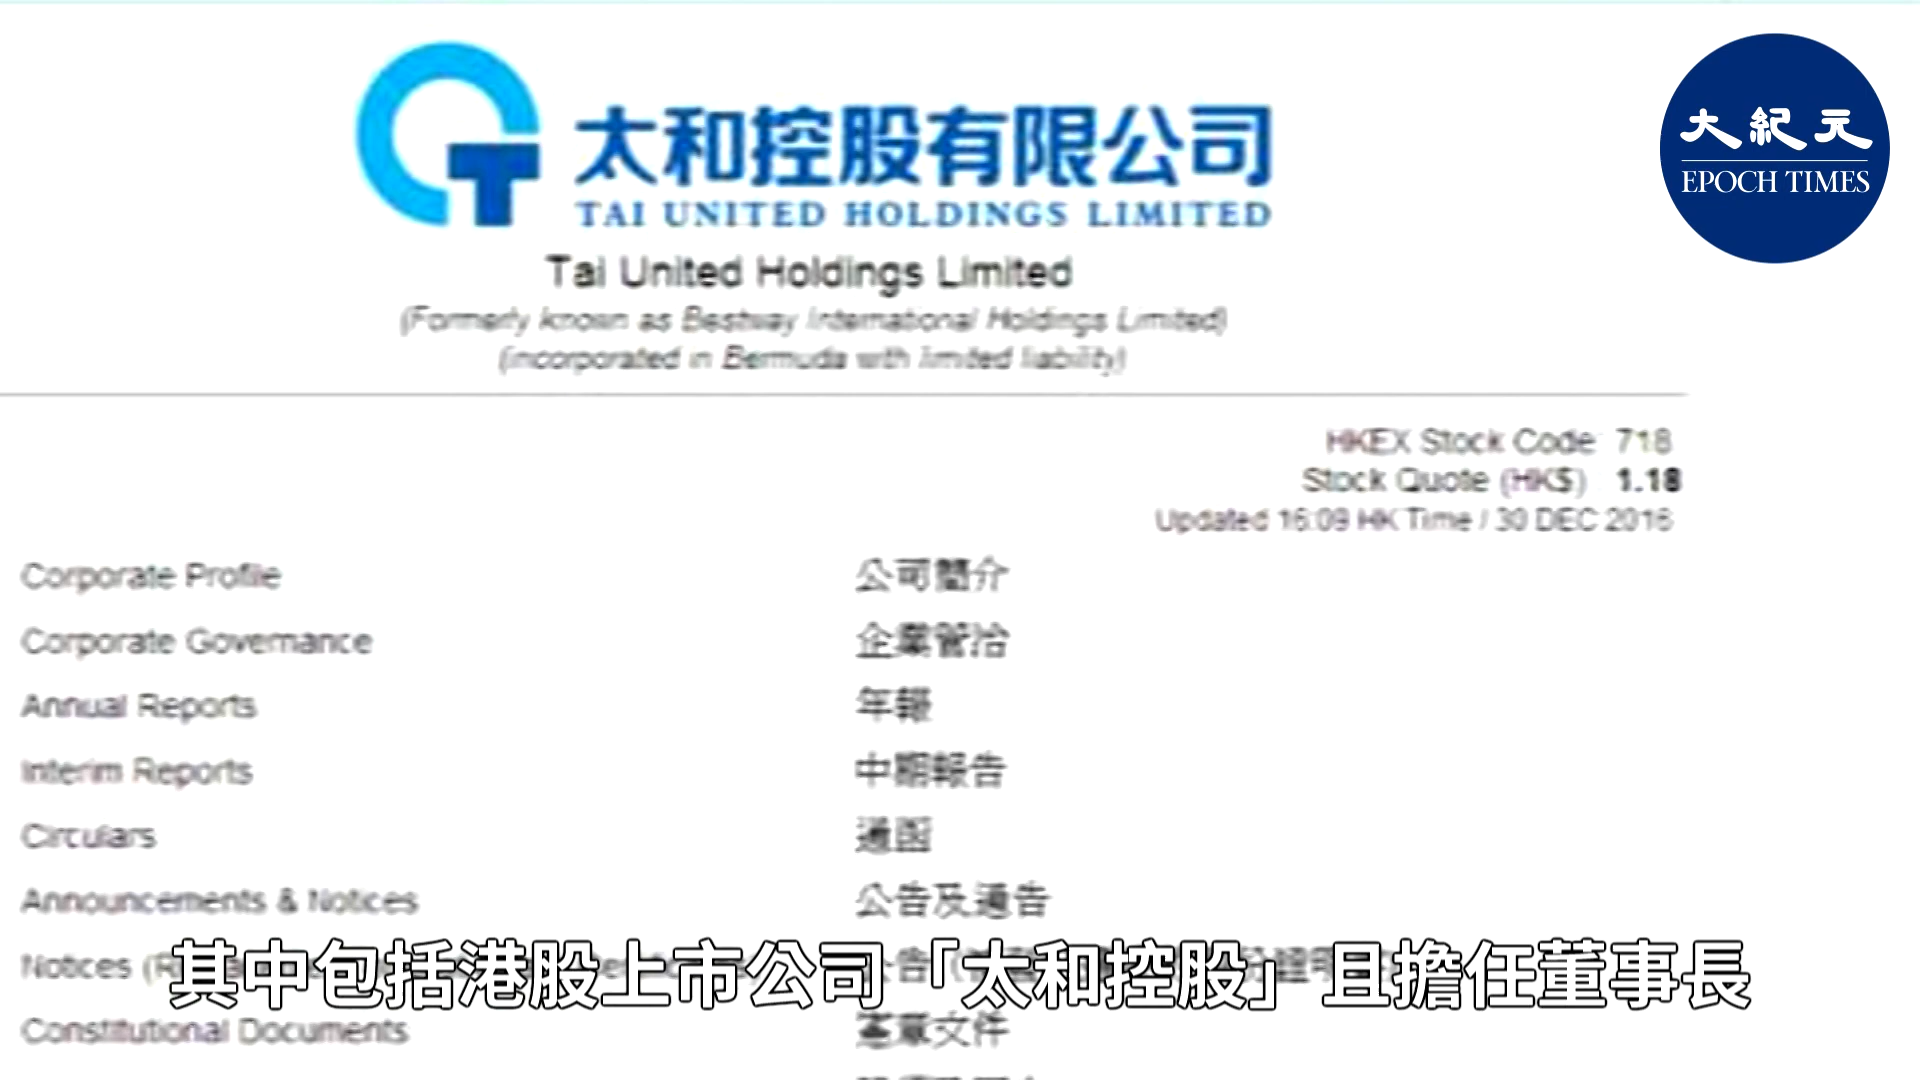 太和控股有限公司
TAI UNITED HOLDINGS LIMITED
大紀元
EPOCH TIMES
Tai United Holdings Limited
(Formerly known as Bestway International Holdings Limited)
(incorporated in Bermuda with limited liability)
HKEX Stock Code: 718
Stock Quote (HK$) 1.18
Updated 16:09 HK Time / 30 DEC 2016
Corporate Profile 公司簡介
Corporate Governance 企業管治
Annual Reports 年報
Interim Reports 中期報告
Circulars 通函
Announcements & Notices 公告及通告
Notices
其中包括港股上市公司「太和控股」且擔任董事長
Constitutional Documents 憲章文件